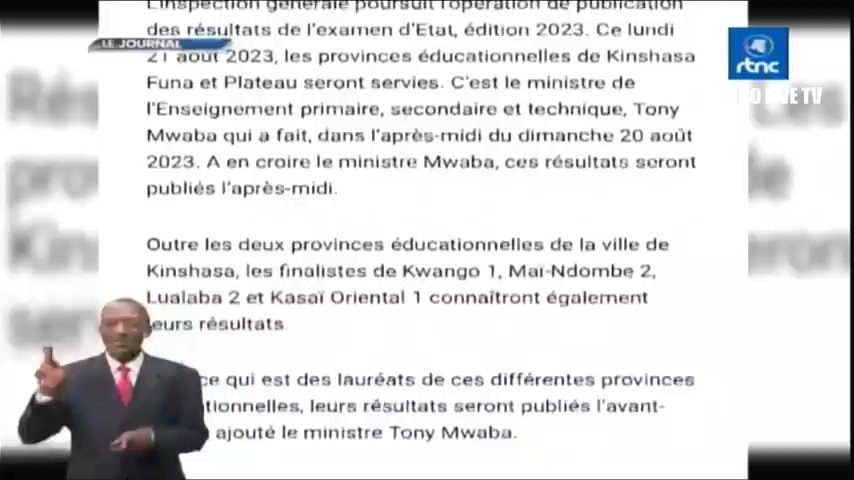 L'inspection générale poursuit l'opération de publication
des résultats de l'examen d'Etat, édition 2023. Ce lundi
LE JOURNAL
21 août 2023, les provinces éducationnelles de Kinshasa
Funa et Plateau seront servies. C'est le ministre de
l'Enseignement primaire, secondaire et technique, Tony
Mwaba qui a fait, dans l'après-midi du dimanche 20 août
2023. A en croire le ministre Mwaba, ces résultats seront
publiés l'après-midi.
rtnc
LIVE TV
Outre les deux provinces éducationnelles de la ville de
Kinshasa, les finalistes de Kwango 1, Maï-Ndombe 2,
Lualaba 2 et Kasaï Oriental 1 connaîtront également
leurs résultats.
ce qui est des lauréats de ces différentes provinces
tionnelles, leurs résultats seront publiés l'avant-
ajouté le ministre Tony Mwaba.